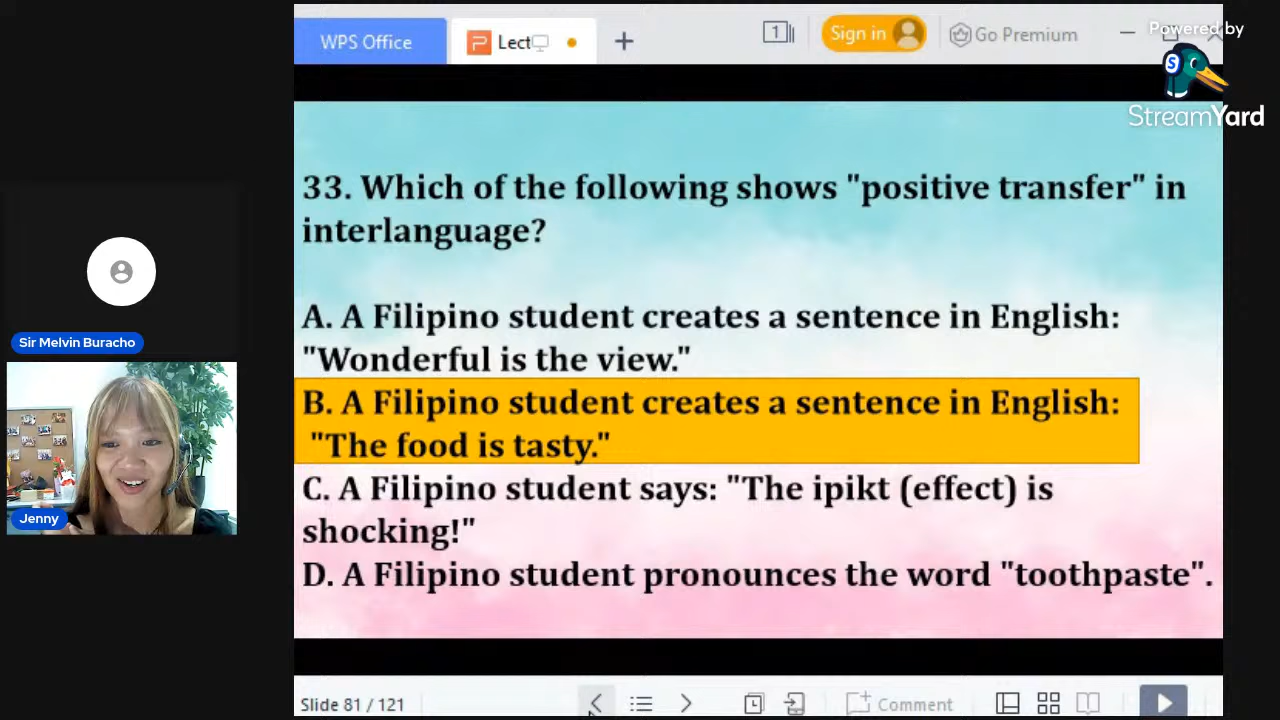 WPS Office
Lect
Sign in
Go Premium
Powered by
StreamYard
33. Which of the following shows "positive transfer" in
interlanguage?
A. A Filipino student creates a sentence in English:
"Wonderful is the view."
B. A Filipino student creates a sentence in English:
"The food is tasty."
C. A Filipino student says: "The ipikt (effect) is
shocking!"
D. A Filipino student pronounces the word "toothpaste".
Sir Melvin Buracho
Jenny
Slide 81 / 121
Comment
1
S